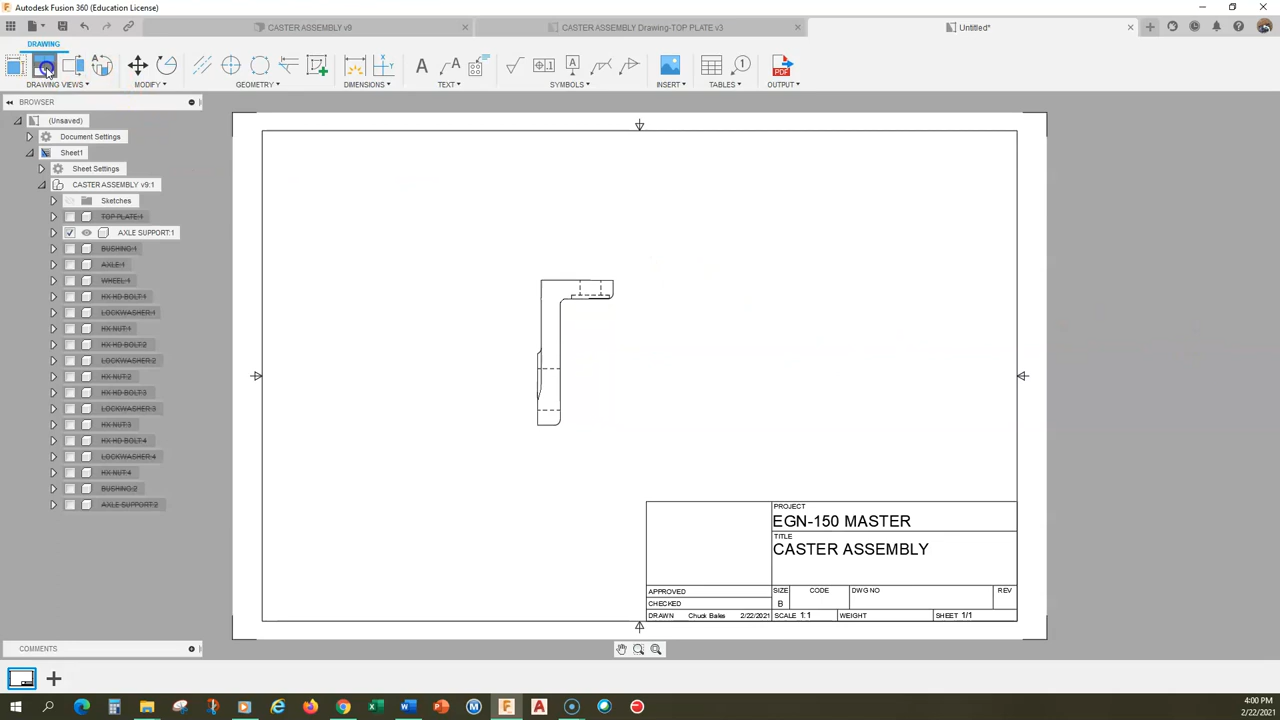 Autodesk Fusion 360 (Education License)
CASTER ASSEMBLY v9
CASTER ASSEMBLY Drawing-TOP PLATE v3
Untitled*
DRAWING
DRAWING VIEWS
MODIFY
GEOMETRY
DIMENSIONS
TEXT
SYMBOLS
INSERT
TABLES
OUTPUT
PDF
BROWSER
(Unsaved)
Document Settings
Sheet1
Sheet Settings
CASTER ASSEMBLY v9:1
Sketches
TOP PLATE:1
AXLE SUPPORT:1
BUSHING:1
AXLE:1
WHEEL:1
HX HD BOLT:1
LOCKWASHER:1
HX NUT:1
HX HD BOLT:2
LOCKWASHER:2
HX NUT:2
HX HD BOLT:3
LOCKWASHER:3
HX NUT:3
HX HD BOLT:4
LOCKWASHER:4
HX NUT:4
BUSHING:2
AXLE SUPPORT:2
PROJECT
EGN-150 MASTER
TITLE
CASTER ASSEMBLY
APPROVED
CHECKED
DRAWN Chuck Bales 2/22/2021
SIZE CODE DWG NO REV
B
SCALE 1:1 WEIGHT SHEET 1/1
COMMENTS
4:00 PM
2/22/2021